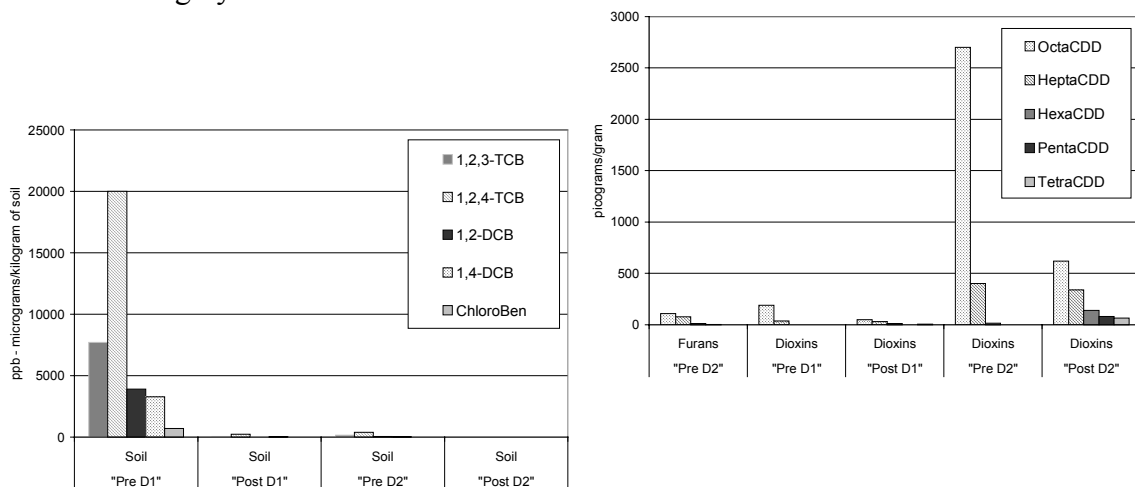 25000
20000
15000
10000
5000
0
ppb - micrograms/kilogram of soil
1,2,3-TCB
1,2,4-TCB
1,2-DCB
1,4-DCB
ChloroBen
Soil Soil Soil Soil
"Pre D1" "Post D1" "Pre D2" "Post D2"
3000
2500
2000
1500
1000
500
0
picograms/gram
OctaCDD
HeptaCDD
HexaCDD
PentaCDD
TetraCDD
Furans Dioxins Dioxins Dioxins Dioxins
"Pre D2" "Pre D1" "Post D1" "Pre D2" "Post D2"